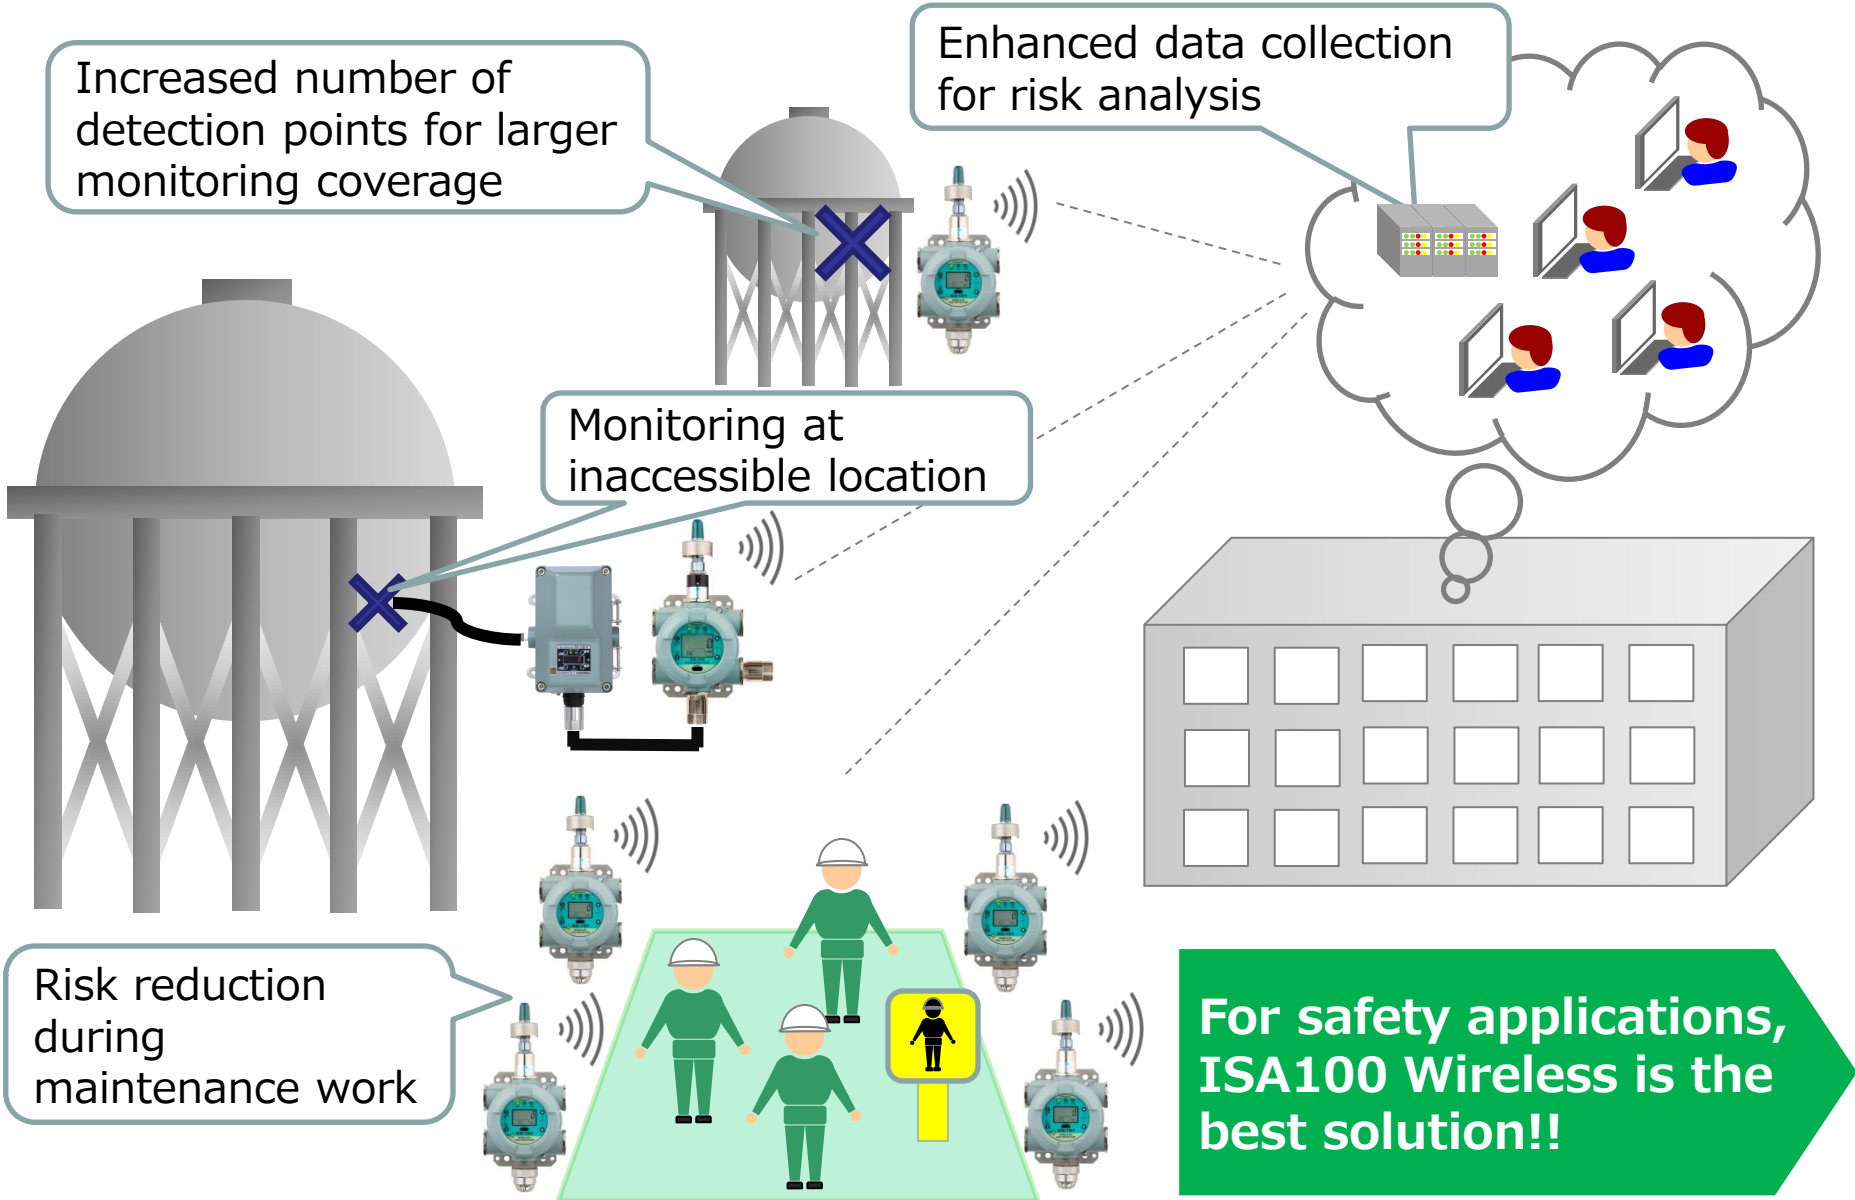 Increased number of
detection points for larger
monitoring coverage
Enhanced data collection
for risk analysis
Monitoring at
inaccessible location
Risk reduction
during
maintenance work
For safety applications,
ISA100 Wireless is the
best solution!!